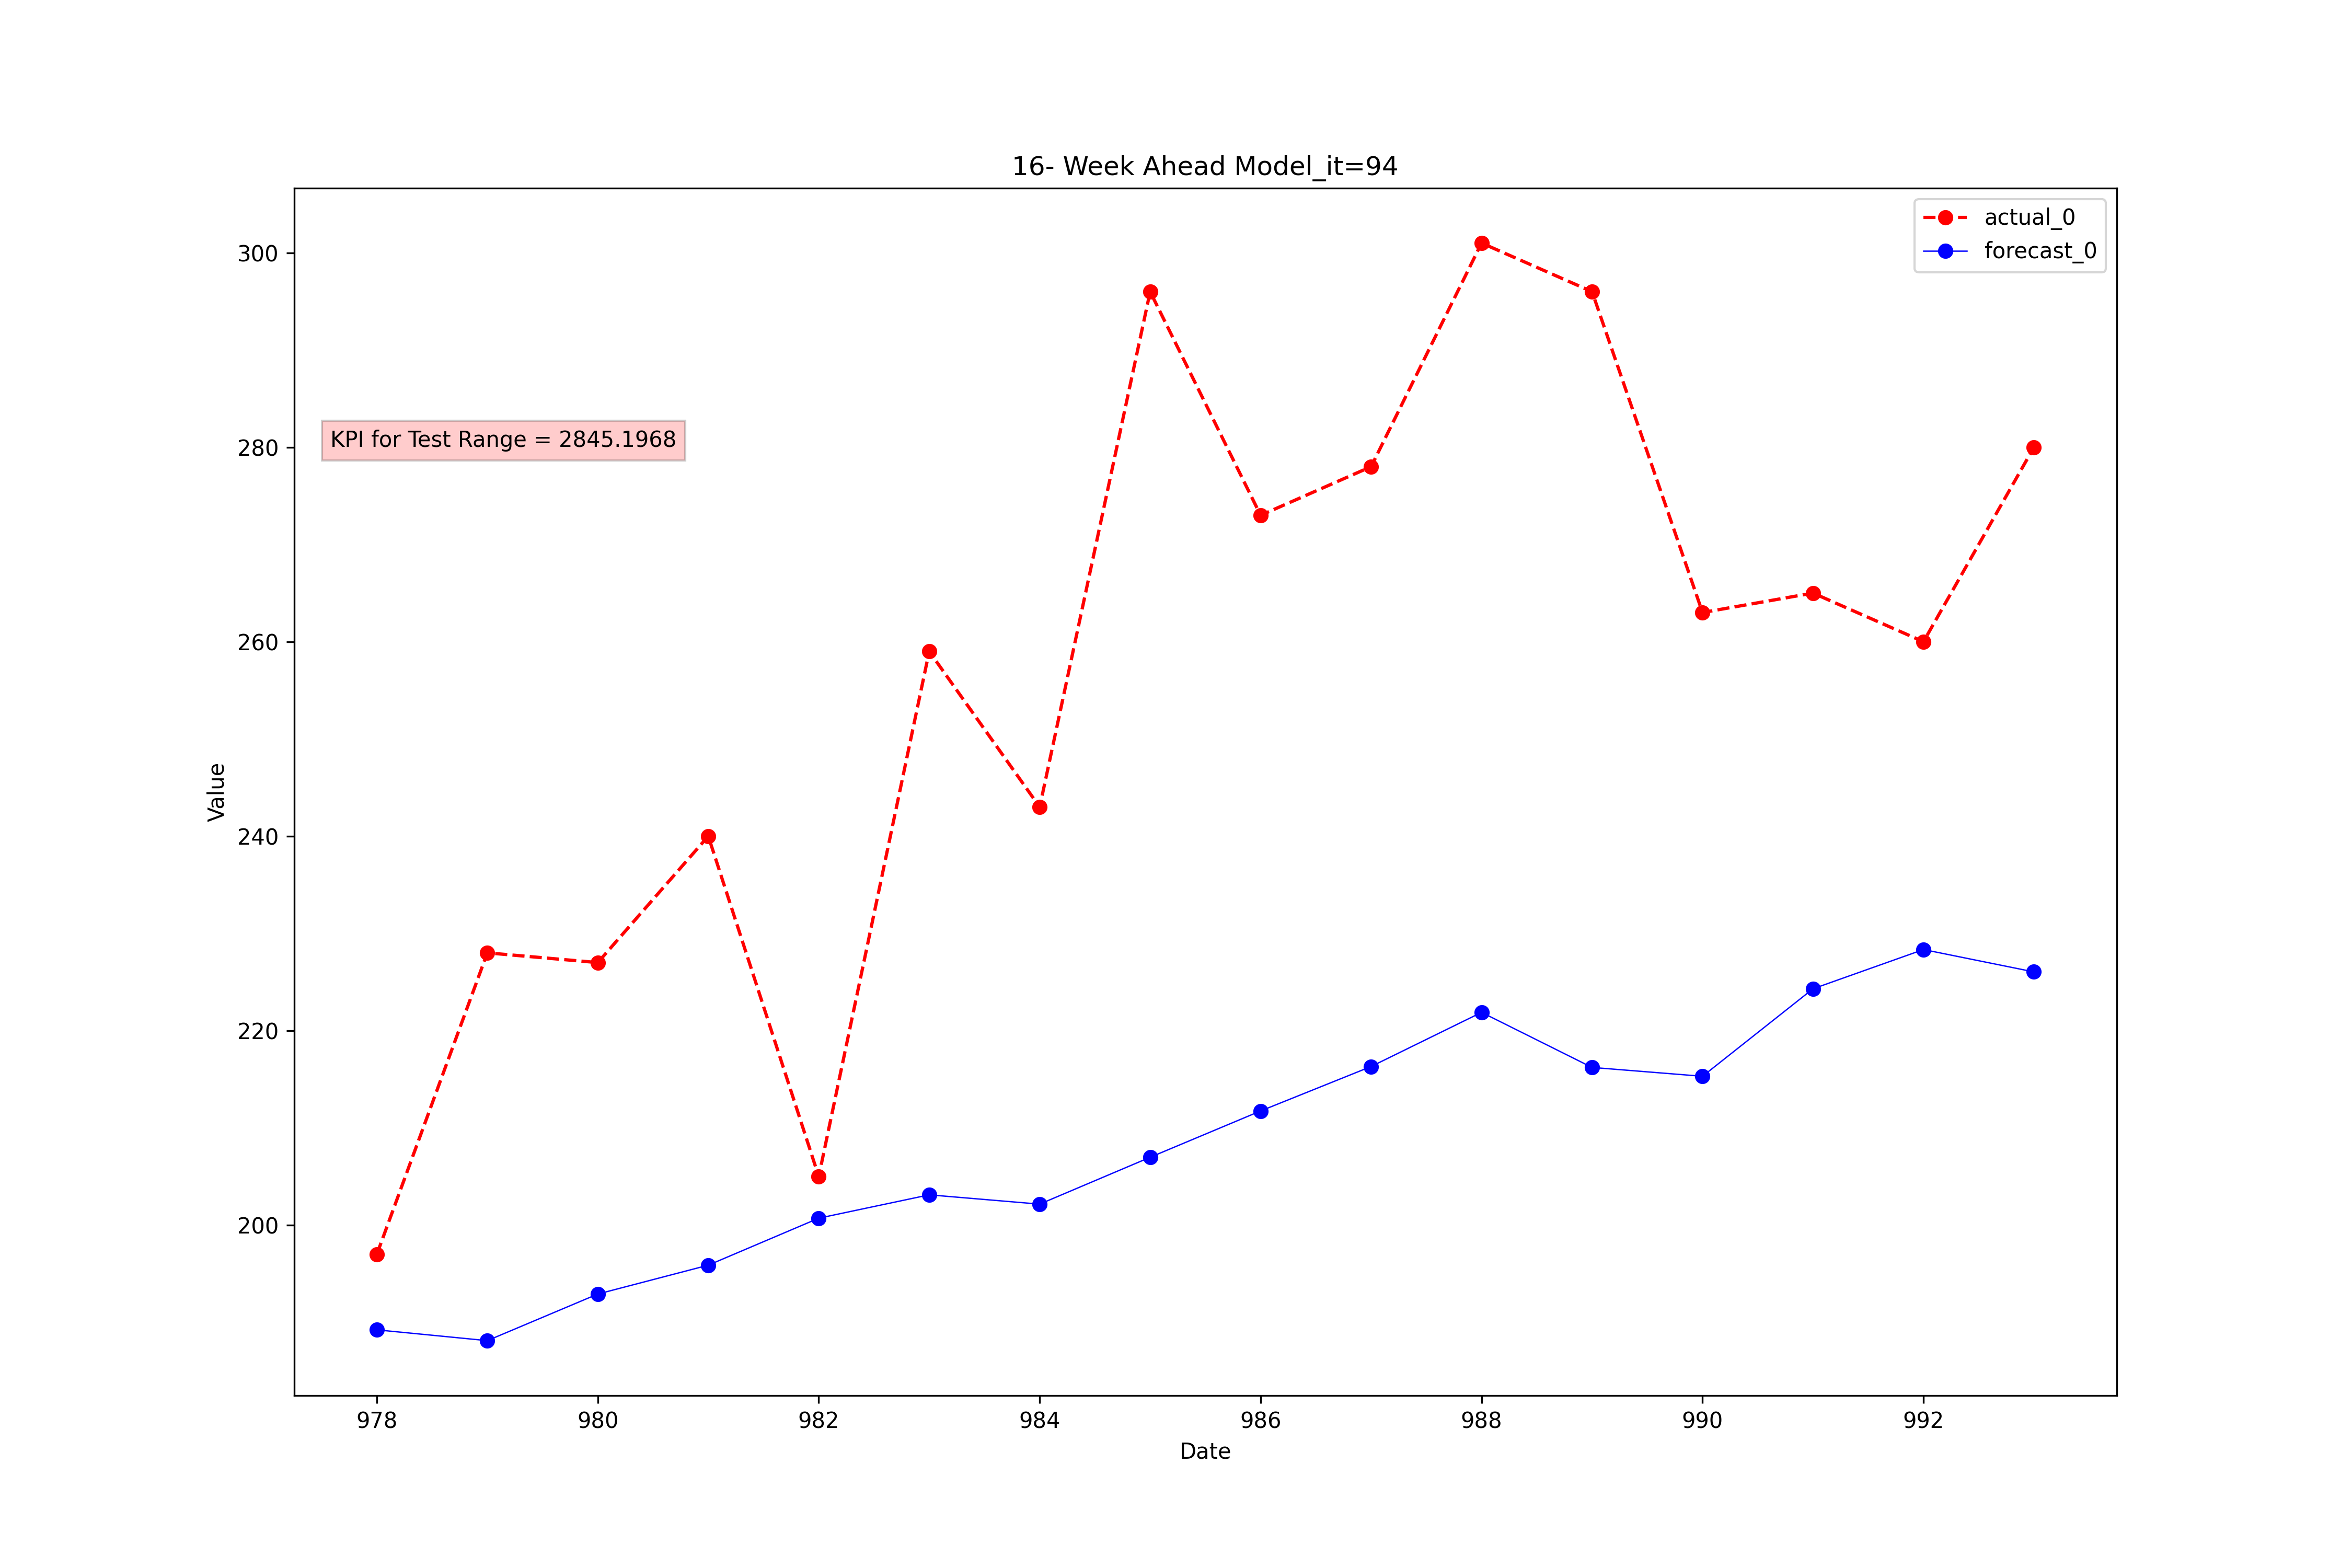 16- Week Ahead Model_it=94
actual_0
forecast_0
KPI for Test Range = 2845.1968
Value
300
280
260
240
220
200
978 980 982 984 986 988 990 992
Date